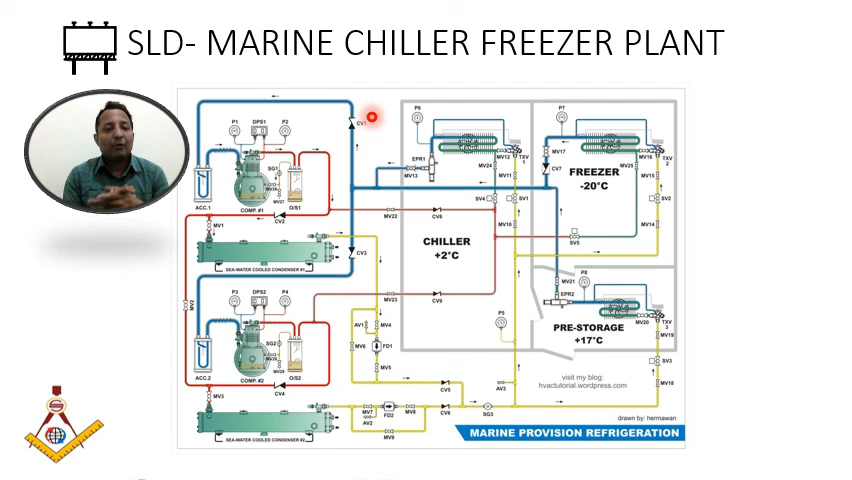 SLD- MARINE CHILLER FREEZER PLANT
P1 DPS1 P2
CV1
P6
P7
EPR1
MV13
MV12
TXV 1
MV24
MV11
MV17
CV7
MV16
TXV 2
MV25
MV15
FREEZER
-20°C
SG1
MV26
MV27
ACC.1
COMP. #1
O/S1
CV2
MV1
MV22
CV8
SV4
SV1
MV10
SV2
MV14
SV5
CHILLER
+2°C
CV3
SEA-WATER COOLED CONDENSER #1
MV2
P3 DPS2 P4
MV23
CV9
MV21
P8
EPR2
PRE-STORAGE
+17°C
MV20
TXV 3
MV19
P5
AV1
MV4
MV6
FD1
MV5
SG2
MV28
MV29
ACC.2
COMP. #2
O/S2
CV4
MV3
CV5
AV3
SV3
MV18
visit my blog:
hvactutorial.wordpress.com
MV7
FD2
MV8
CV6
SG3
AV2
MV9
drawn by: hermawan
SEA-WATER COOLED CONDENSER #2
MARINE PROVISION REFRIGERATION